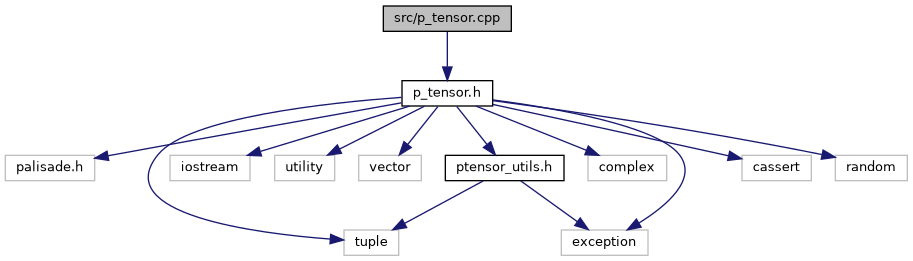 src/p_tensor.cpp
p_tensor.h
palisade.h
iostream
utility
vector
ptensor_utils.h
complex
cassert
random
tuple
exception